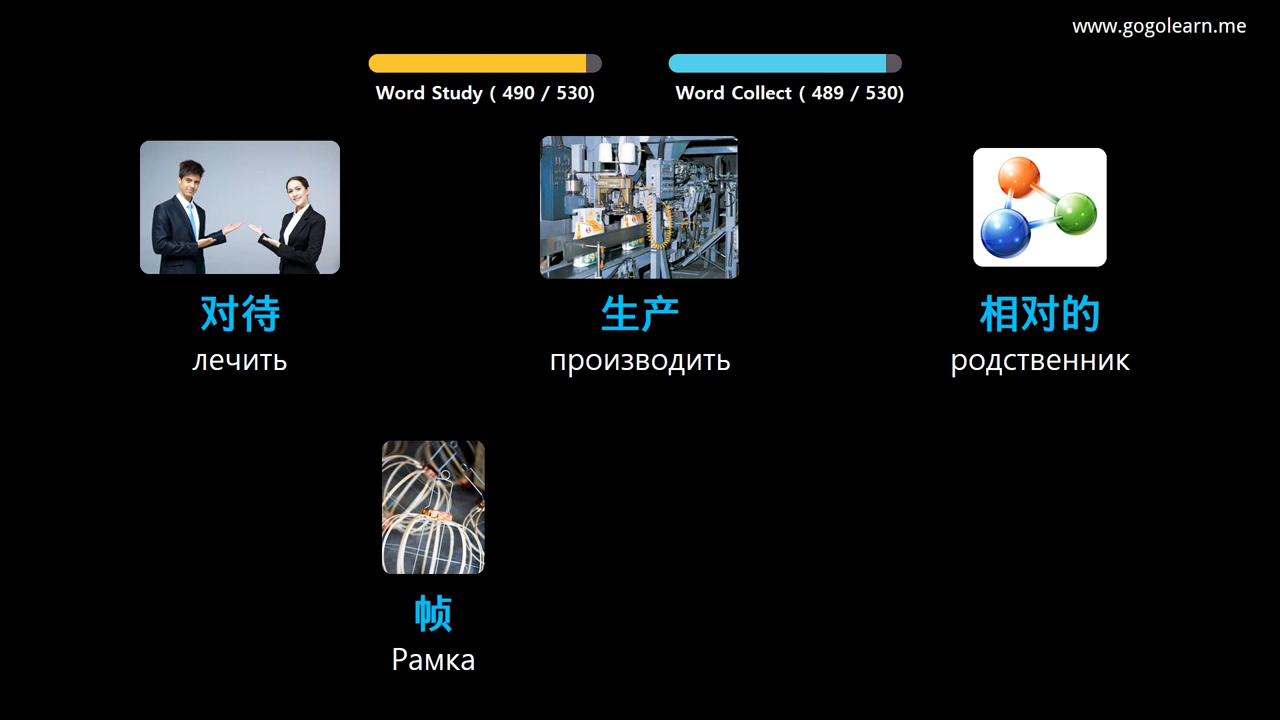 www.gogolearn.me
Word Study ( 490 / 530)
Word Collect ( 489 / 530)
对待
лечить
生产
производить
相对的
родственник
帧
Рамка